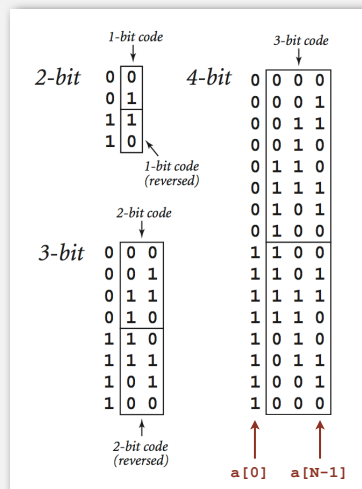 1-bit code
2-bit
0 0
0 1
1 1
1 0
1-bit code
(reversed)
2-bit code
3-bit
0 0 0
0 0 1
0 1 1
0 1 0
1 1 0
1 1 1
1 0 1
1 0 0
2-bit code
(reversed)
3-bit code
4-bit
0 0 0 0
0 0 0 1
0 0 1 1
0 0 1 0
0 1 1 0
0 1 1 1
0 1 0 1
0 1 0 0
1 1 0 0
1 1 0 1
1 1 1 1
1 1 1 0
1 0 1 0
1 0 1 1
1 0 0 1
1 0 0 0
a[0] a[N-1]